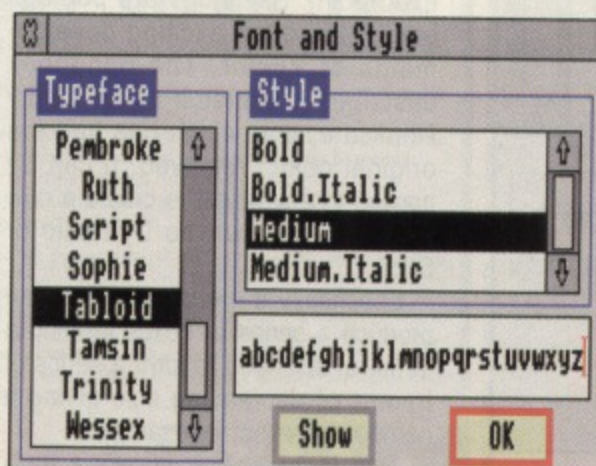 Font and Style
Typeface
Pembroke
Ruth
Script
Sophie
Tabloid
Tamsin
Trinity
Wessex
Style
Bold
Bold.Italic
Medium
Medium.Italic
abcdefghijklmnopqrstuvwxyz
Show
OK